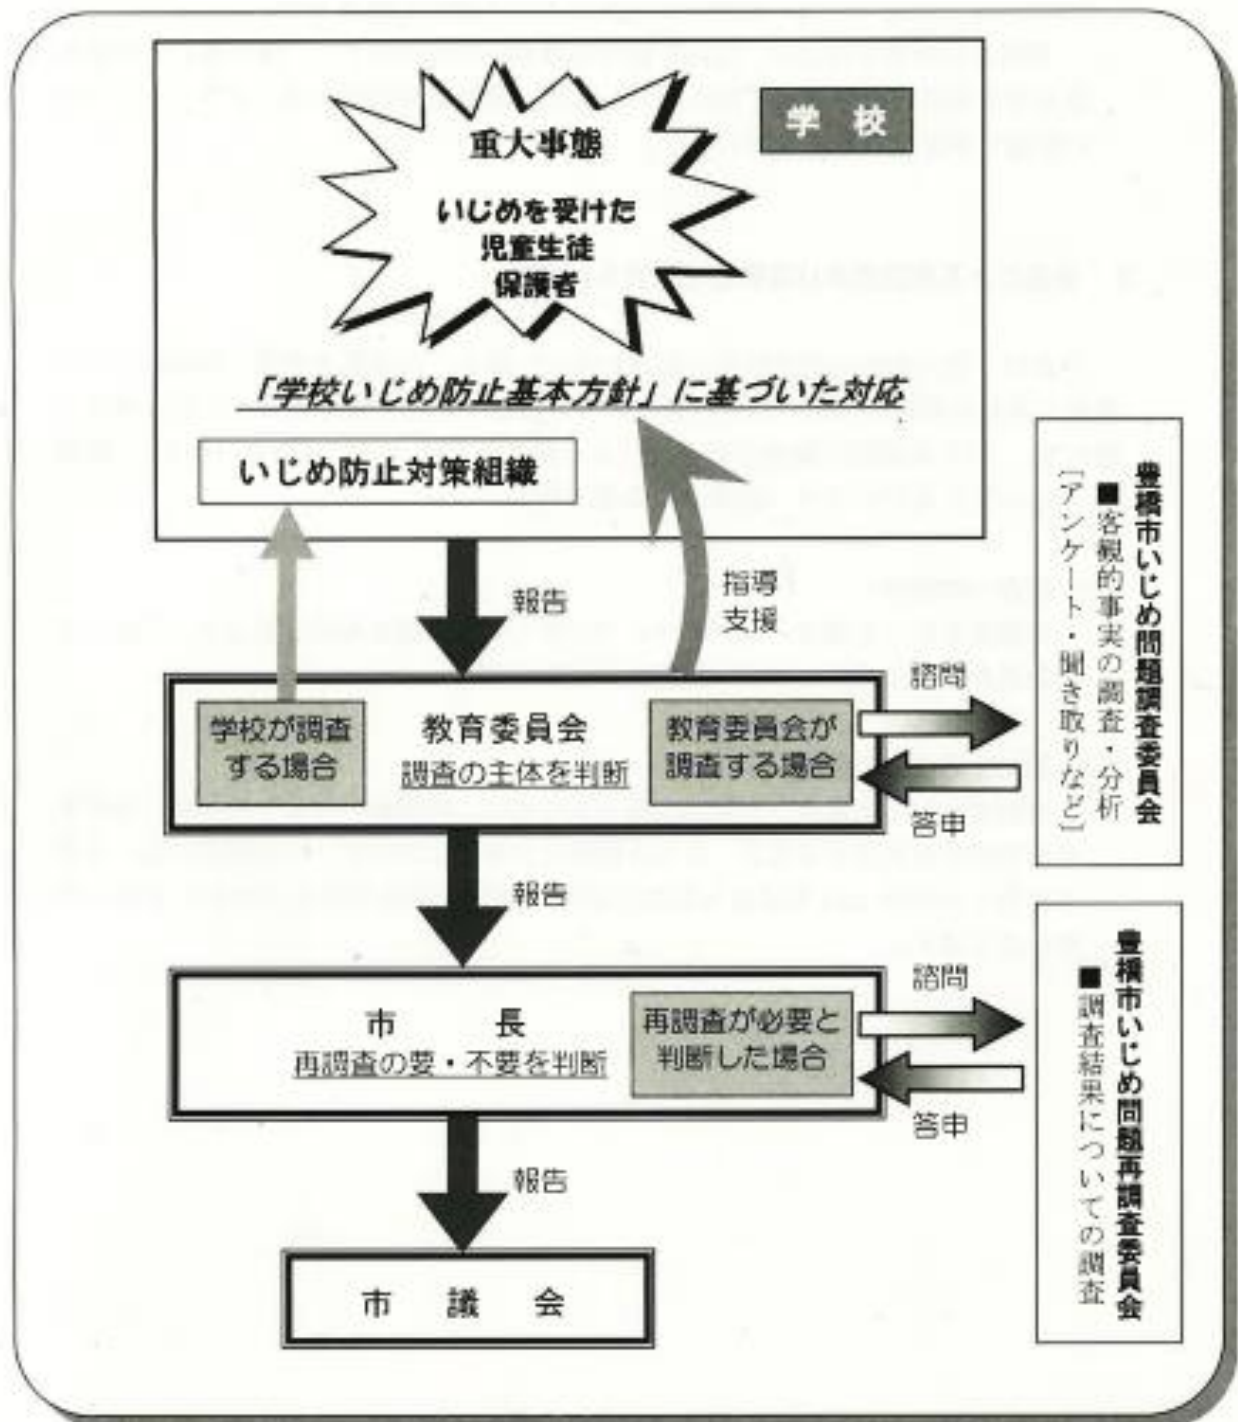 学 校
重大事態
いじめを受けた
児童生徒
保護者
「学校いじめ防止基本方針」に基づいた対応
いじめ防止対策組織
報告
指導
支援
学校が調査
する場合
教育委員会
調査の主体を判断
教育委員会が
調査する場合
諮問
答申
豊橋市いじめ問題調査委員会
■客観的事実の調査・分析
〔アンケート・聞き取りなど〕
報告
市 長
再調査の要・不要を判断
再調査が必要と
判断した場合
諮問
答申
豊橋市いじめ問題再調査委員会
■調査結果についての調査
報告
市 議 会